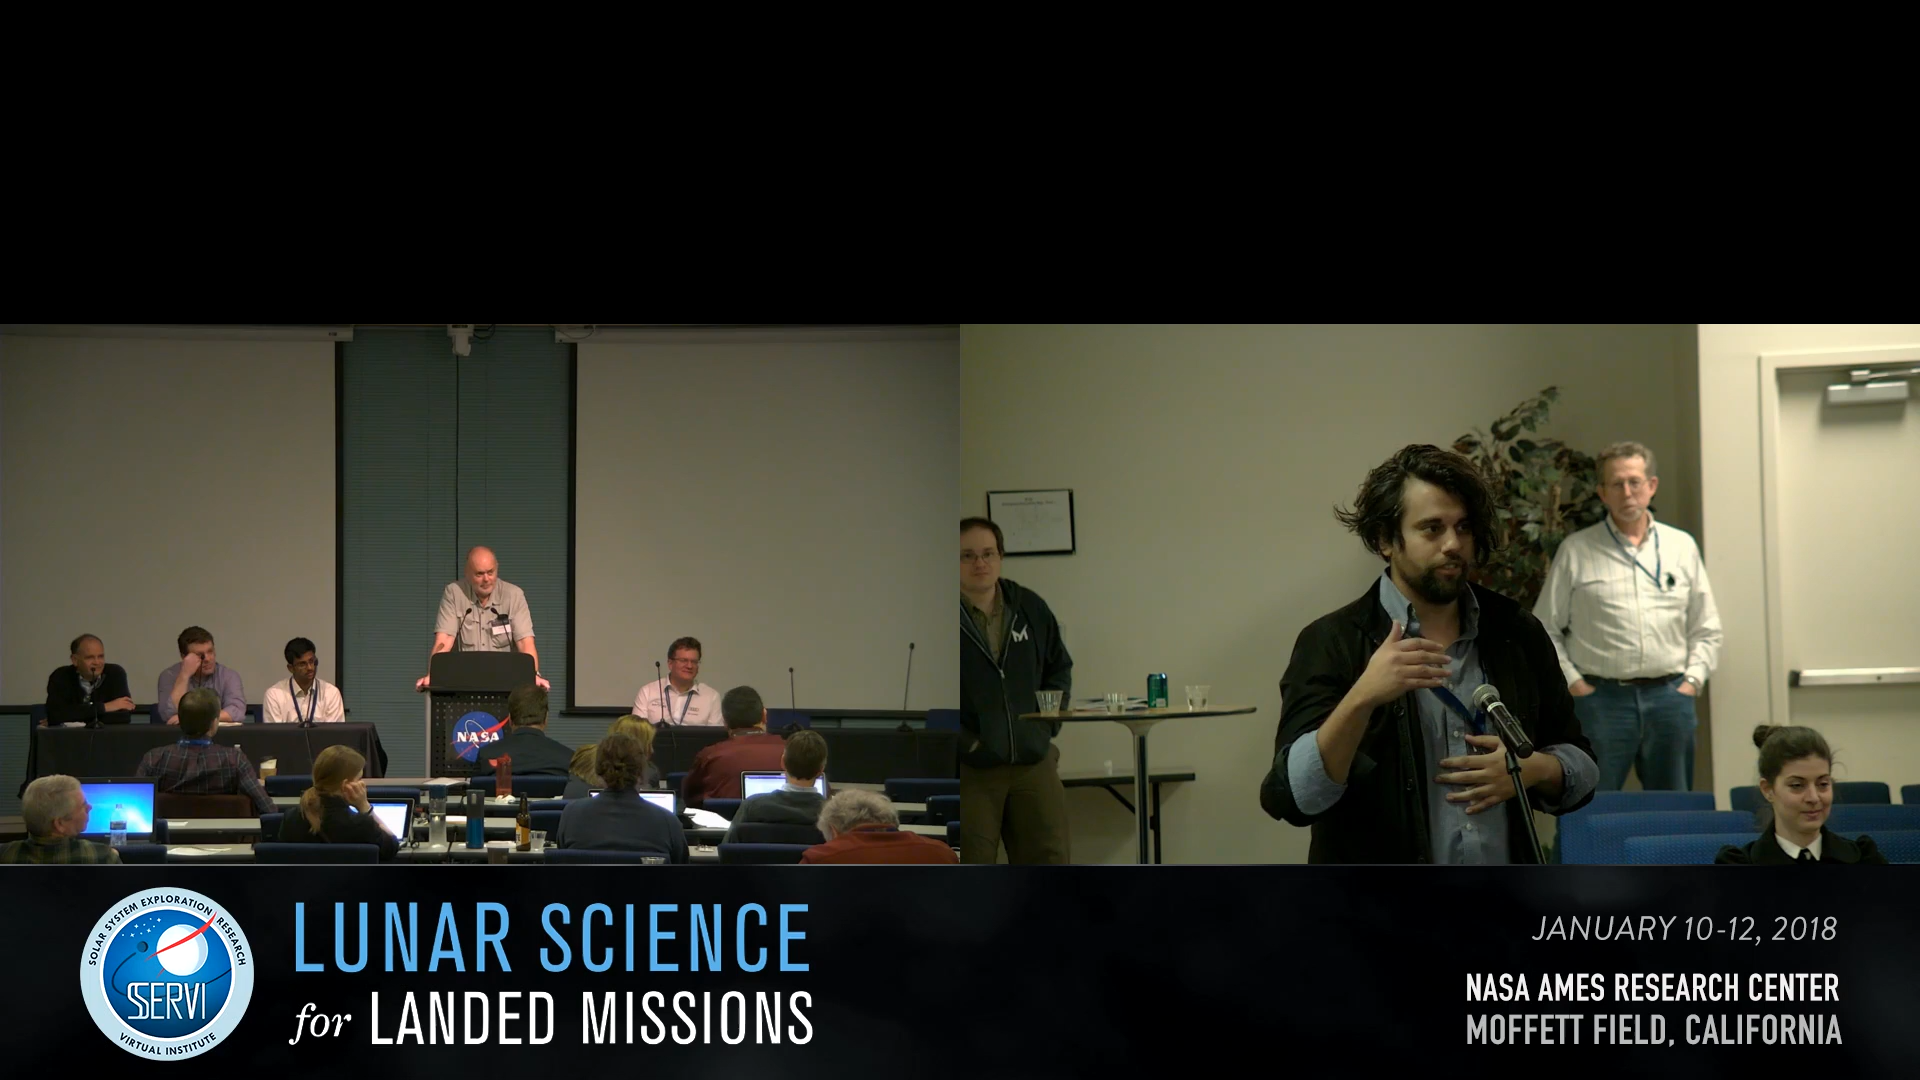 NASA
M
SOLAR SYSTEM EXPLORATION RESEARCH
SSERVI
VIRTUAL INSTITUTE
LUNAR SCIENCE
for LANDED MISSIONS
JANUARY 10-12, 2018
NASA AMES RESEARCH CENTER
MOFFETT FIELD, CALIFORNIA